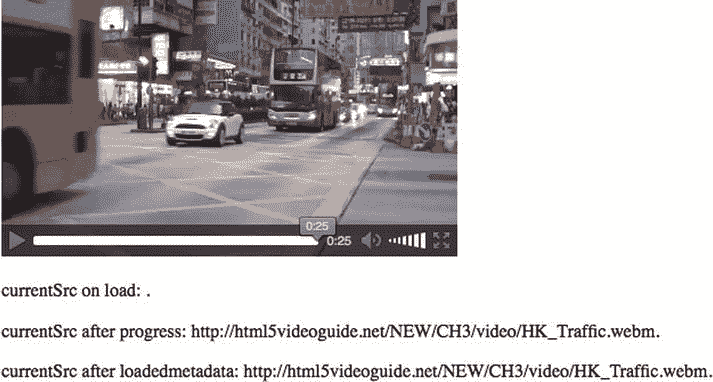 0:25
0:25
currentSrc on load: .
currentSrc after progress: http://html5videoguide.net/NEW/CH3/video/HK_Traffic.webm.
currentSrc after loadedmetadata: http://html5videoguide.net/NEW/CH3/video/HK_Traffic.webm.